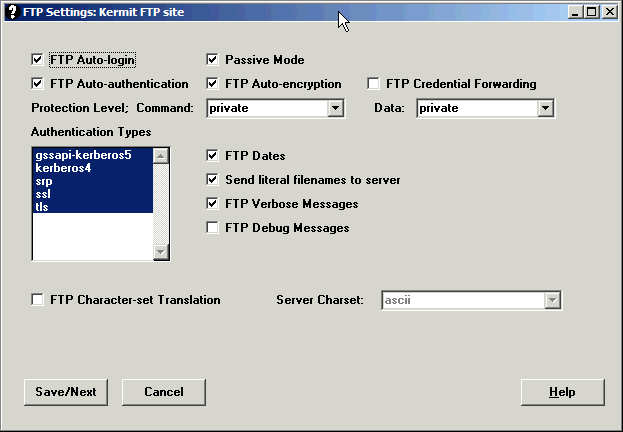 FTP Settings: Kermit FTP site
FTP Auto-login
Passive Mode
FTP Auto-authentication
FTP Auto-encryption
FTP Credential Forwarding
Protection Level; Command:
private
Data:
private
Authentication Types
gssapi-kerberos5
kerberos4
srp
ssl
tls
FTP Dates
Send literal filenames to server
FTP Verbose Messages
FTP Debug Messages
FTP Character-set Translation
Server Charset:
ascii
Save/Next
Cancel
Help